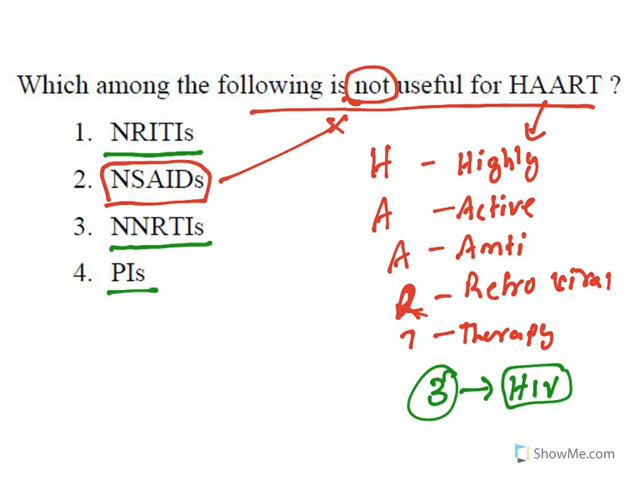 Which among the following is not useful for HAART ?
1. NRITIs
2. NSAIDs
3. NNRTIs
4. PIs
H - Highly
A - Active
A - Anti
R - Retro viral
T - Therapy
3 → HIV
ShowMe.com